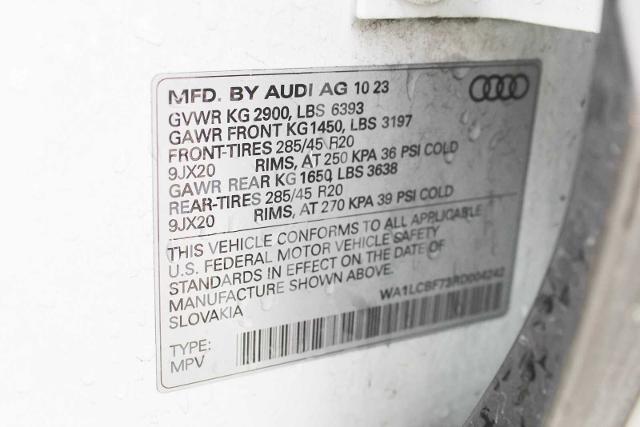 MFD. BY AUDI AG 10 23
GVWR KG 2900, LBS 6393
GAWR FRONT KG1450, LBS 3197
FRONT-TIRES 285/45 R20
9JX20 RIMS, AT 250 KPA 36 PSI COLD
GAWR REAR KG 1650, LBS 3638
REAR-TIRES 285/45 R20
9JX20 RIMS, AT 270 KPA 39 PSI COLD
THIS VEHICLE CONFORMS TO ALL APPLICABLE
U.S. FEDERAL MOTOR VEHICLE SAFETY
STANDARDS IN EFFECT ON THE DATE OF
MANUFACTURE SHOWN ABOVE.
SLOVAKIA WA1LCBF73RD004242
TYPE:
MPV